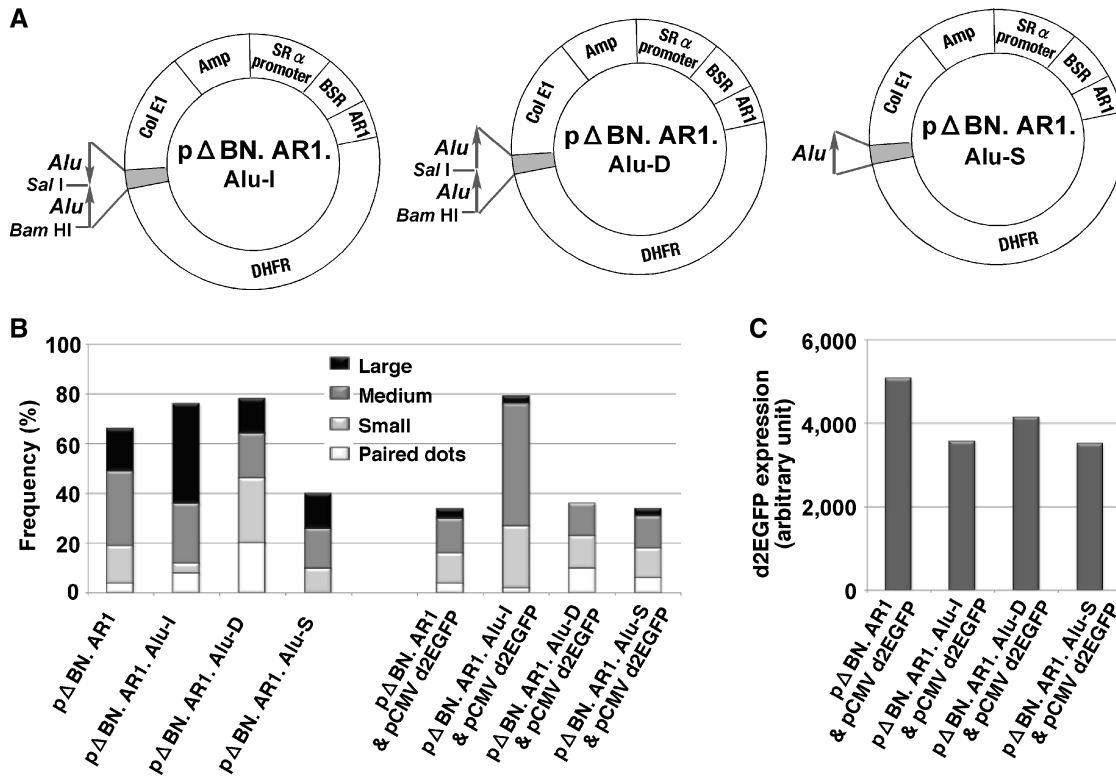 A
Col E1
Amp
SR α
promoter
BSR
AR1
DHFR
p Δ BN. AR1.
Alu-I
Alu
Sal I
Alu
Bam HI
Col E1
Amp
SR α
promoter
BSR
AR1
DHFR
p Δ BN. AR1.
Alu-D
Alu
Sal I
Alu
Bam HI
Col E1
Amp
SR α
promoter
BSR
AR1
DHFR
p Δ BN. AR1.
Alu-S
Alu
B
Frequency (%)
100
80
60
40
20
0
Large
Medium
Small
Paired dots
p Δ BN. AR1
p Δ BN. AR1. Alu-I
p Δ BN. AR1. Alu-D
p Δ BN. AR1. Alu-S
p Δ BN. AR1
& pCMV d2EGFP
p Δ BN. AR1. Alu-I
& pCMV d2EGFP
p Δ BN. AR1. Alu-D
& pCMV d2EGFP
p Δ BN. AR1. Alu-S
& pCMV d2EGFP
C
d2EGFP expression
(arbitrary unit)
6,000
4,000
2,000
0
p Δ BN. AR1
& pCMV d2EGFP
p Δ BN. AR1. Alu-I
& pCMV d2EGFP
p Δ BN. AR1. Alu-D
& pCMV d2EGFP
p Δ BN. AR1. Alu-S
& pCMV d2EGFP